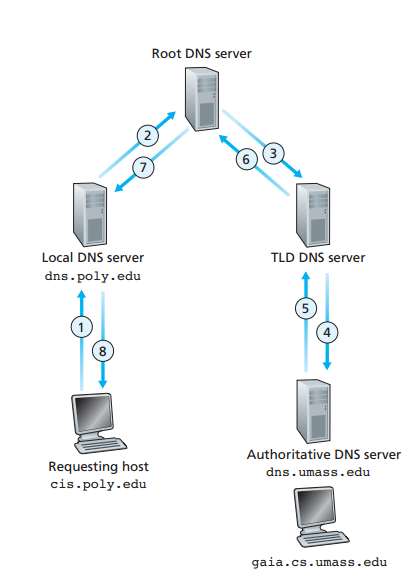 Root DNS server
2
3
7
6
Local DNS server
dns.poly.edu
TLD DNS server
1
8
5
4
Requesting host
cis.poly.edu
Authoritative DNS server
dns.umass.edu
gaia.cs.umass.edu